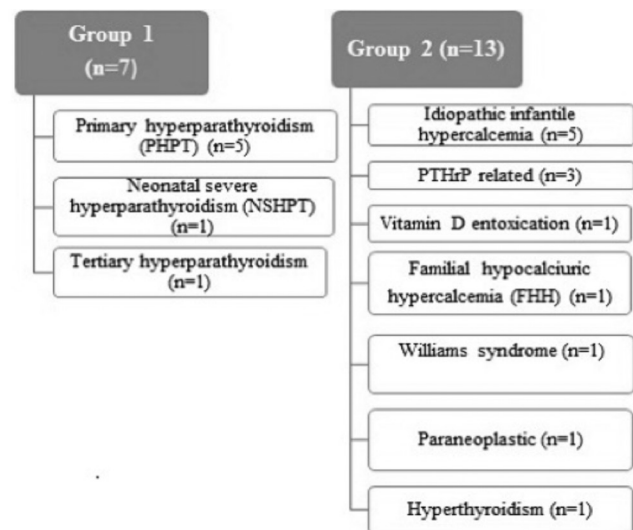 Group 1
(n=7)
Primary hyperparathyroidism
(PHPT) (n=5)
Neonatal severe
hyperparathyroidism (NSHPT)
(n=1)
Tertiary hyperparathyroidism
(n=1)
Group 2 (n=13)
Idiopathic infantile
hypercalcemia (n=5)
PTHrP related (n=3)
Vitamin D entoxication (n=1)
Familial hypocalciuric
hypercalcemia (FHH) (n=1)
Williams syndrome (n=1)
Paraneoplastic (n=1)
Hyperthyroidism (n=1)